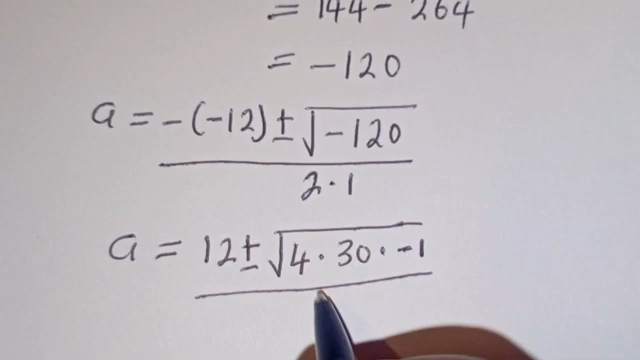 = 144 - 264
= -120
a = -(-12) ± √-120
2·1
a = 12 ± √4·30·-1